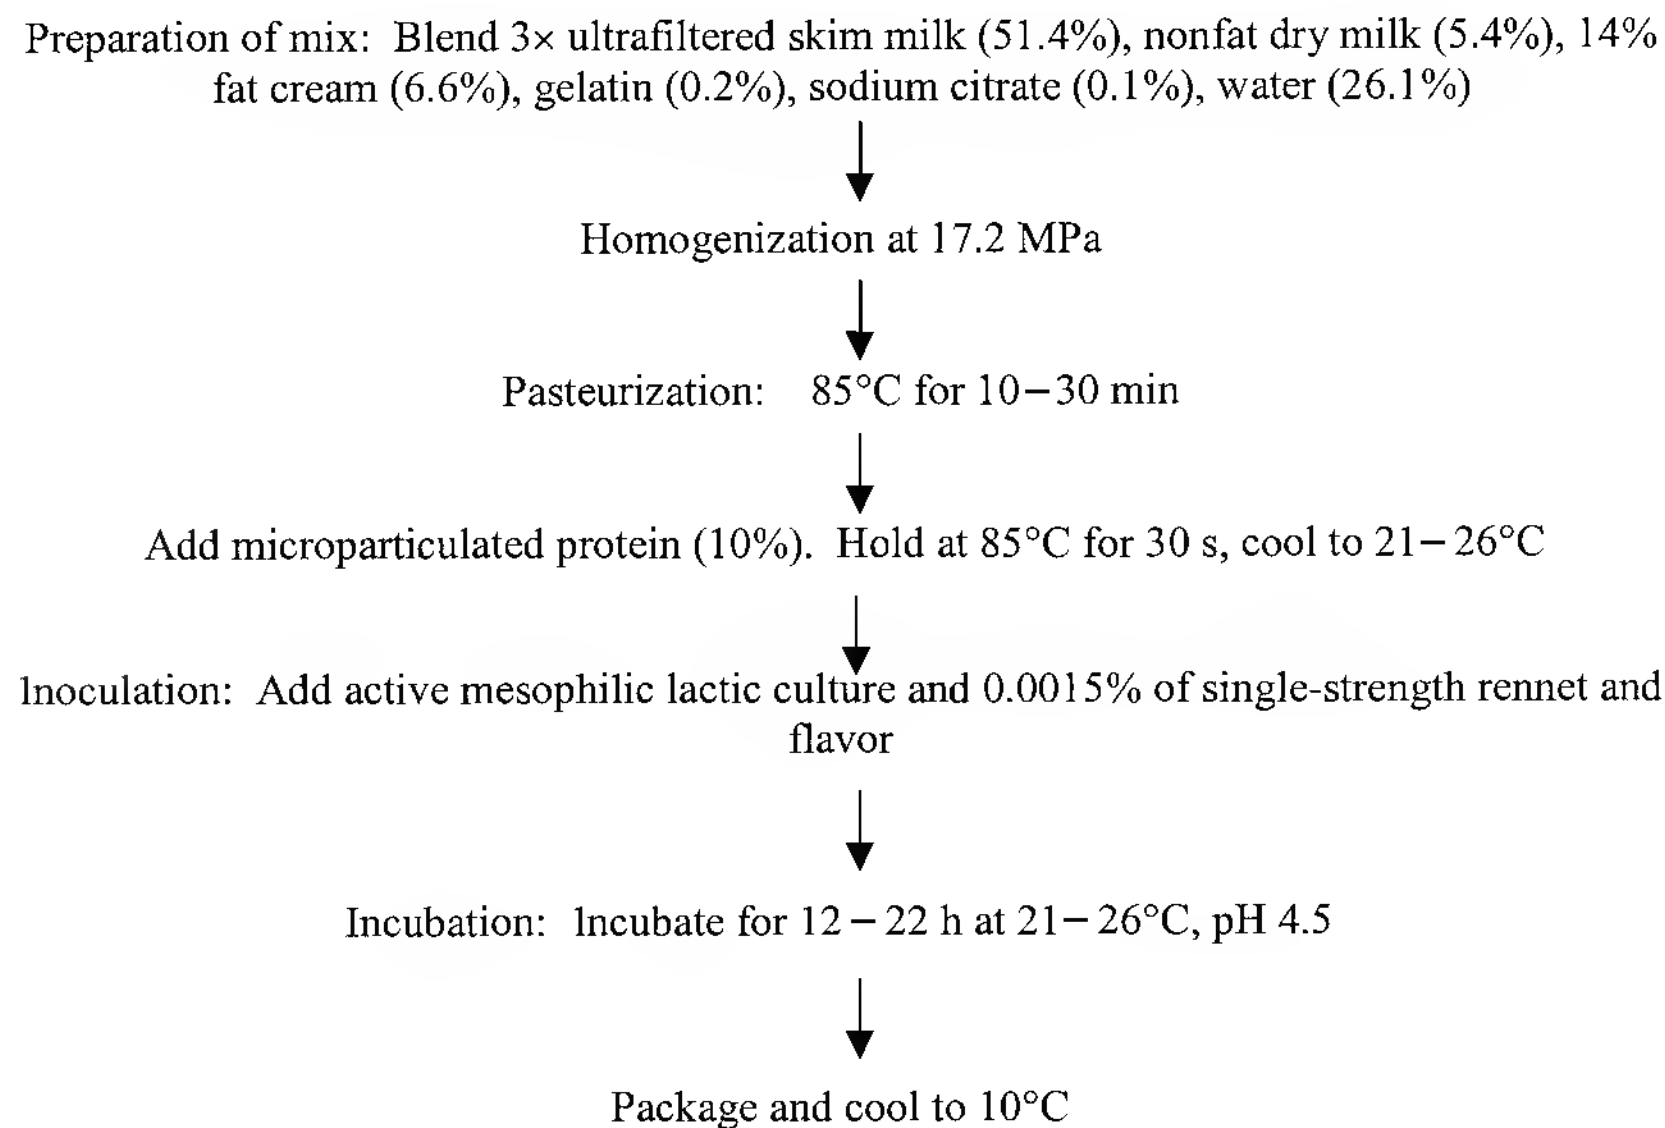 Preparation of mix: Blend 3× ultrafiltered skim milk (51.4%), nonfat dry milk (5.4%), 14%
fat cream (6.6%), gelatin (0.2%), sodium citrate (0.1%), water (26.1%)
Homogenization at 17.2 MPa
Pasteurization: 85°C for 10–30 min
Add microparticulated protein (10%). Hold at 85°C for 30 s, cool to 21–26°C
Inoculation: Add active mesophilic lactic culture and 0.0015% of single-strength rennet and
flavor
Incubation: Incubate for 12–22 h at 21–26°C, pH 4.5
Package and cool to 10°C